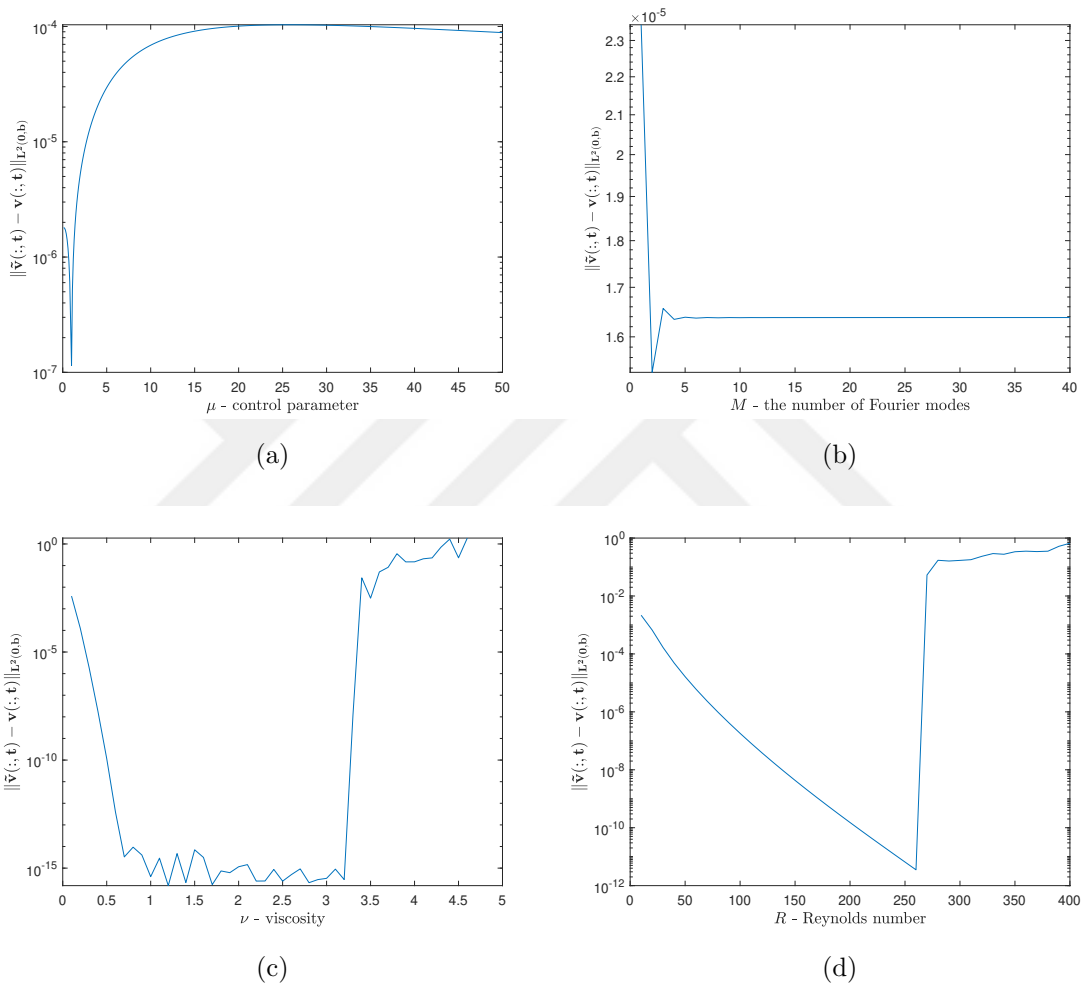 10^-4
10^-5
10^-6
10^-7
0 5 10 15 20 25 30 35 40 45 50
μ - control parameter
‖ṽ(:, t) − v(:, t)‖_{L²(0,b)}
(a)
×10^-5
2.3
2.2
2.1
2
1.9
1.8
1.7
1.6
0 5 10 15 20 25 30 35 40
M - the number of Fourier modes
‖ṽ(:, t) − v(:, t)‖_{L²(0,b)}
(b)
10^0
10^-5
10^-10
10^-15
0 0.5 1 1.5 2 2.5 3 3.5 4 4.5 5
ν - viscosity
‖ṽ(:, t) − v(:, t)‖_{L²(0,b)}
(c)
10^0
10^-2
10^-4
10^-6
10^-8
10^-10
10^-12
0 50 100 150 200 250 300 350 400
R - Reynolds number
‖ṽ(:, t) − v(:, t)‖_{L²(0,b)}
(d)